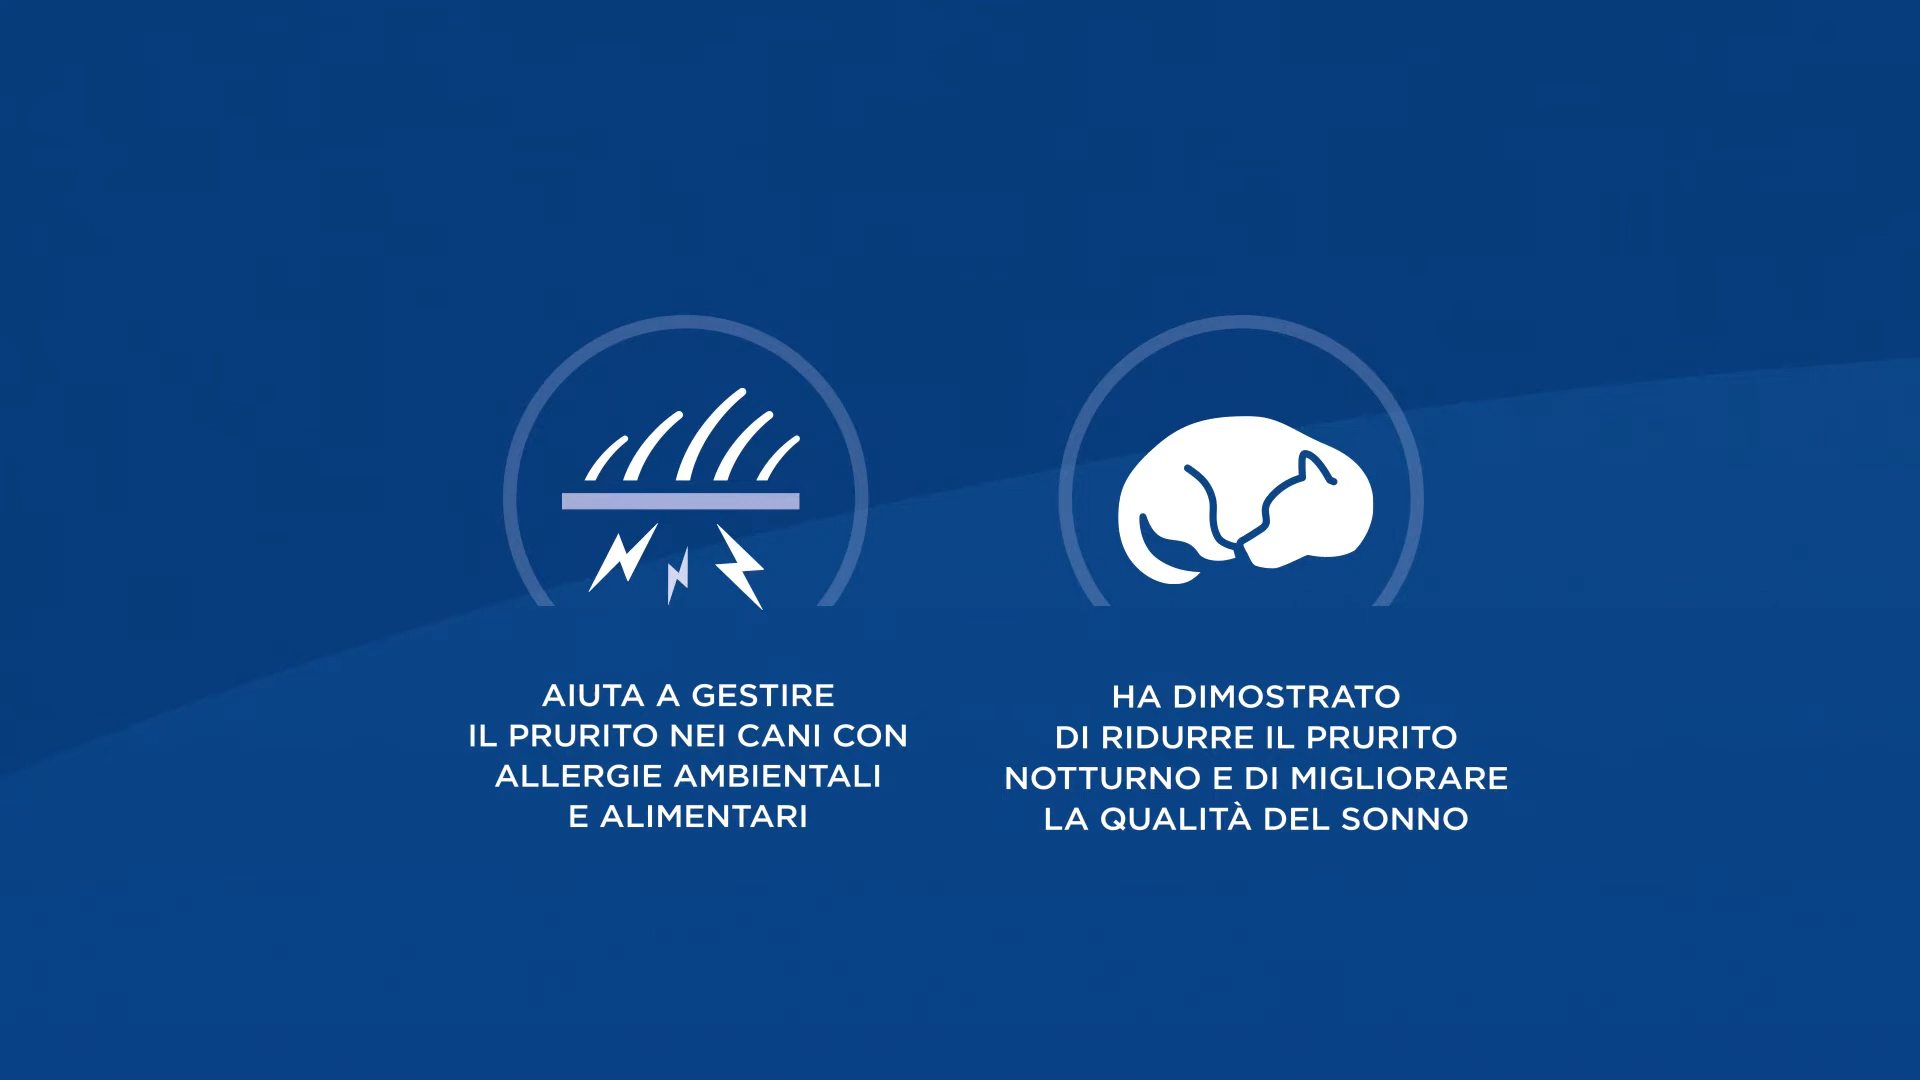 AIUTA A GESTIRE
IL PRURITO NEI CANI CON
ALLERGIE AMBIENTALI
E ALIMENTARI
HA DIMOSTRATO
DI RIDURRE IL PRURITO
NOTTURNO E DI MIGLIORARE
LA QUALITÀ DEL SONNO